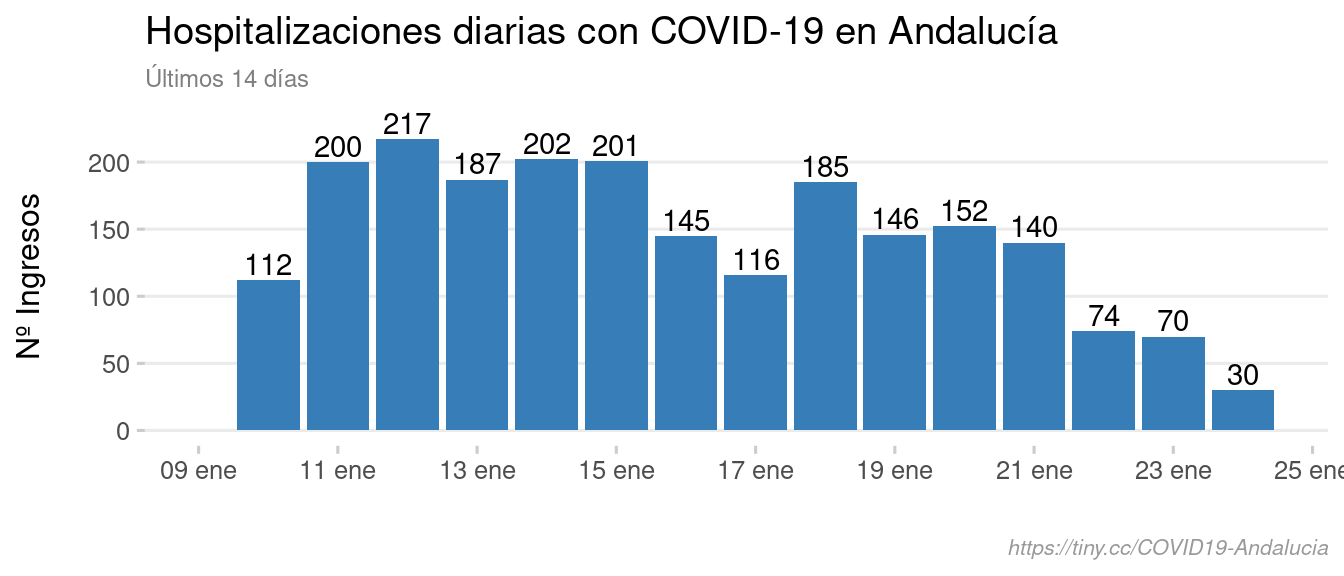 Hospitalizaciones diarias con COVID-19 en Andalucía
Últimos 14 días
Nº Ingresos
200
150
100
50
0
112
200
217
187
202
201
145
116
185
146
152
140
74
70
30
09 ene
11 ene
13 ene
15 ene
17 ene
19 ene
21 ene
23 ene
25 ene
https://tiny.cc/COVID19-Andalucia